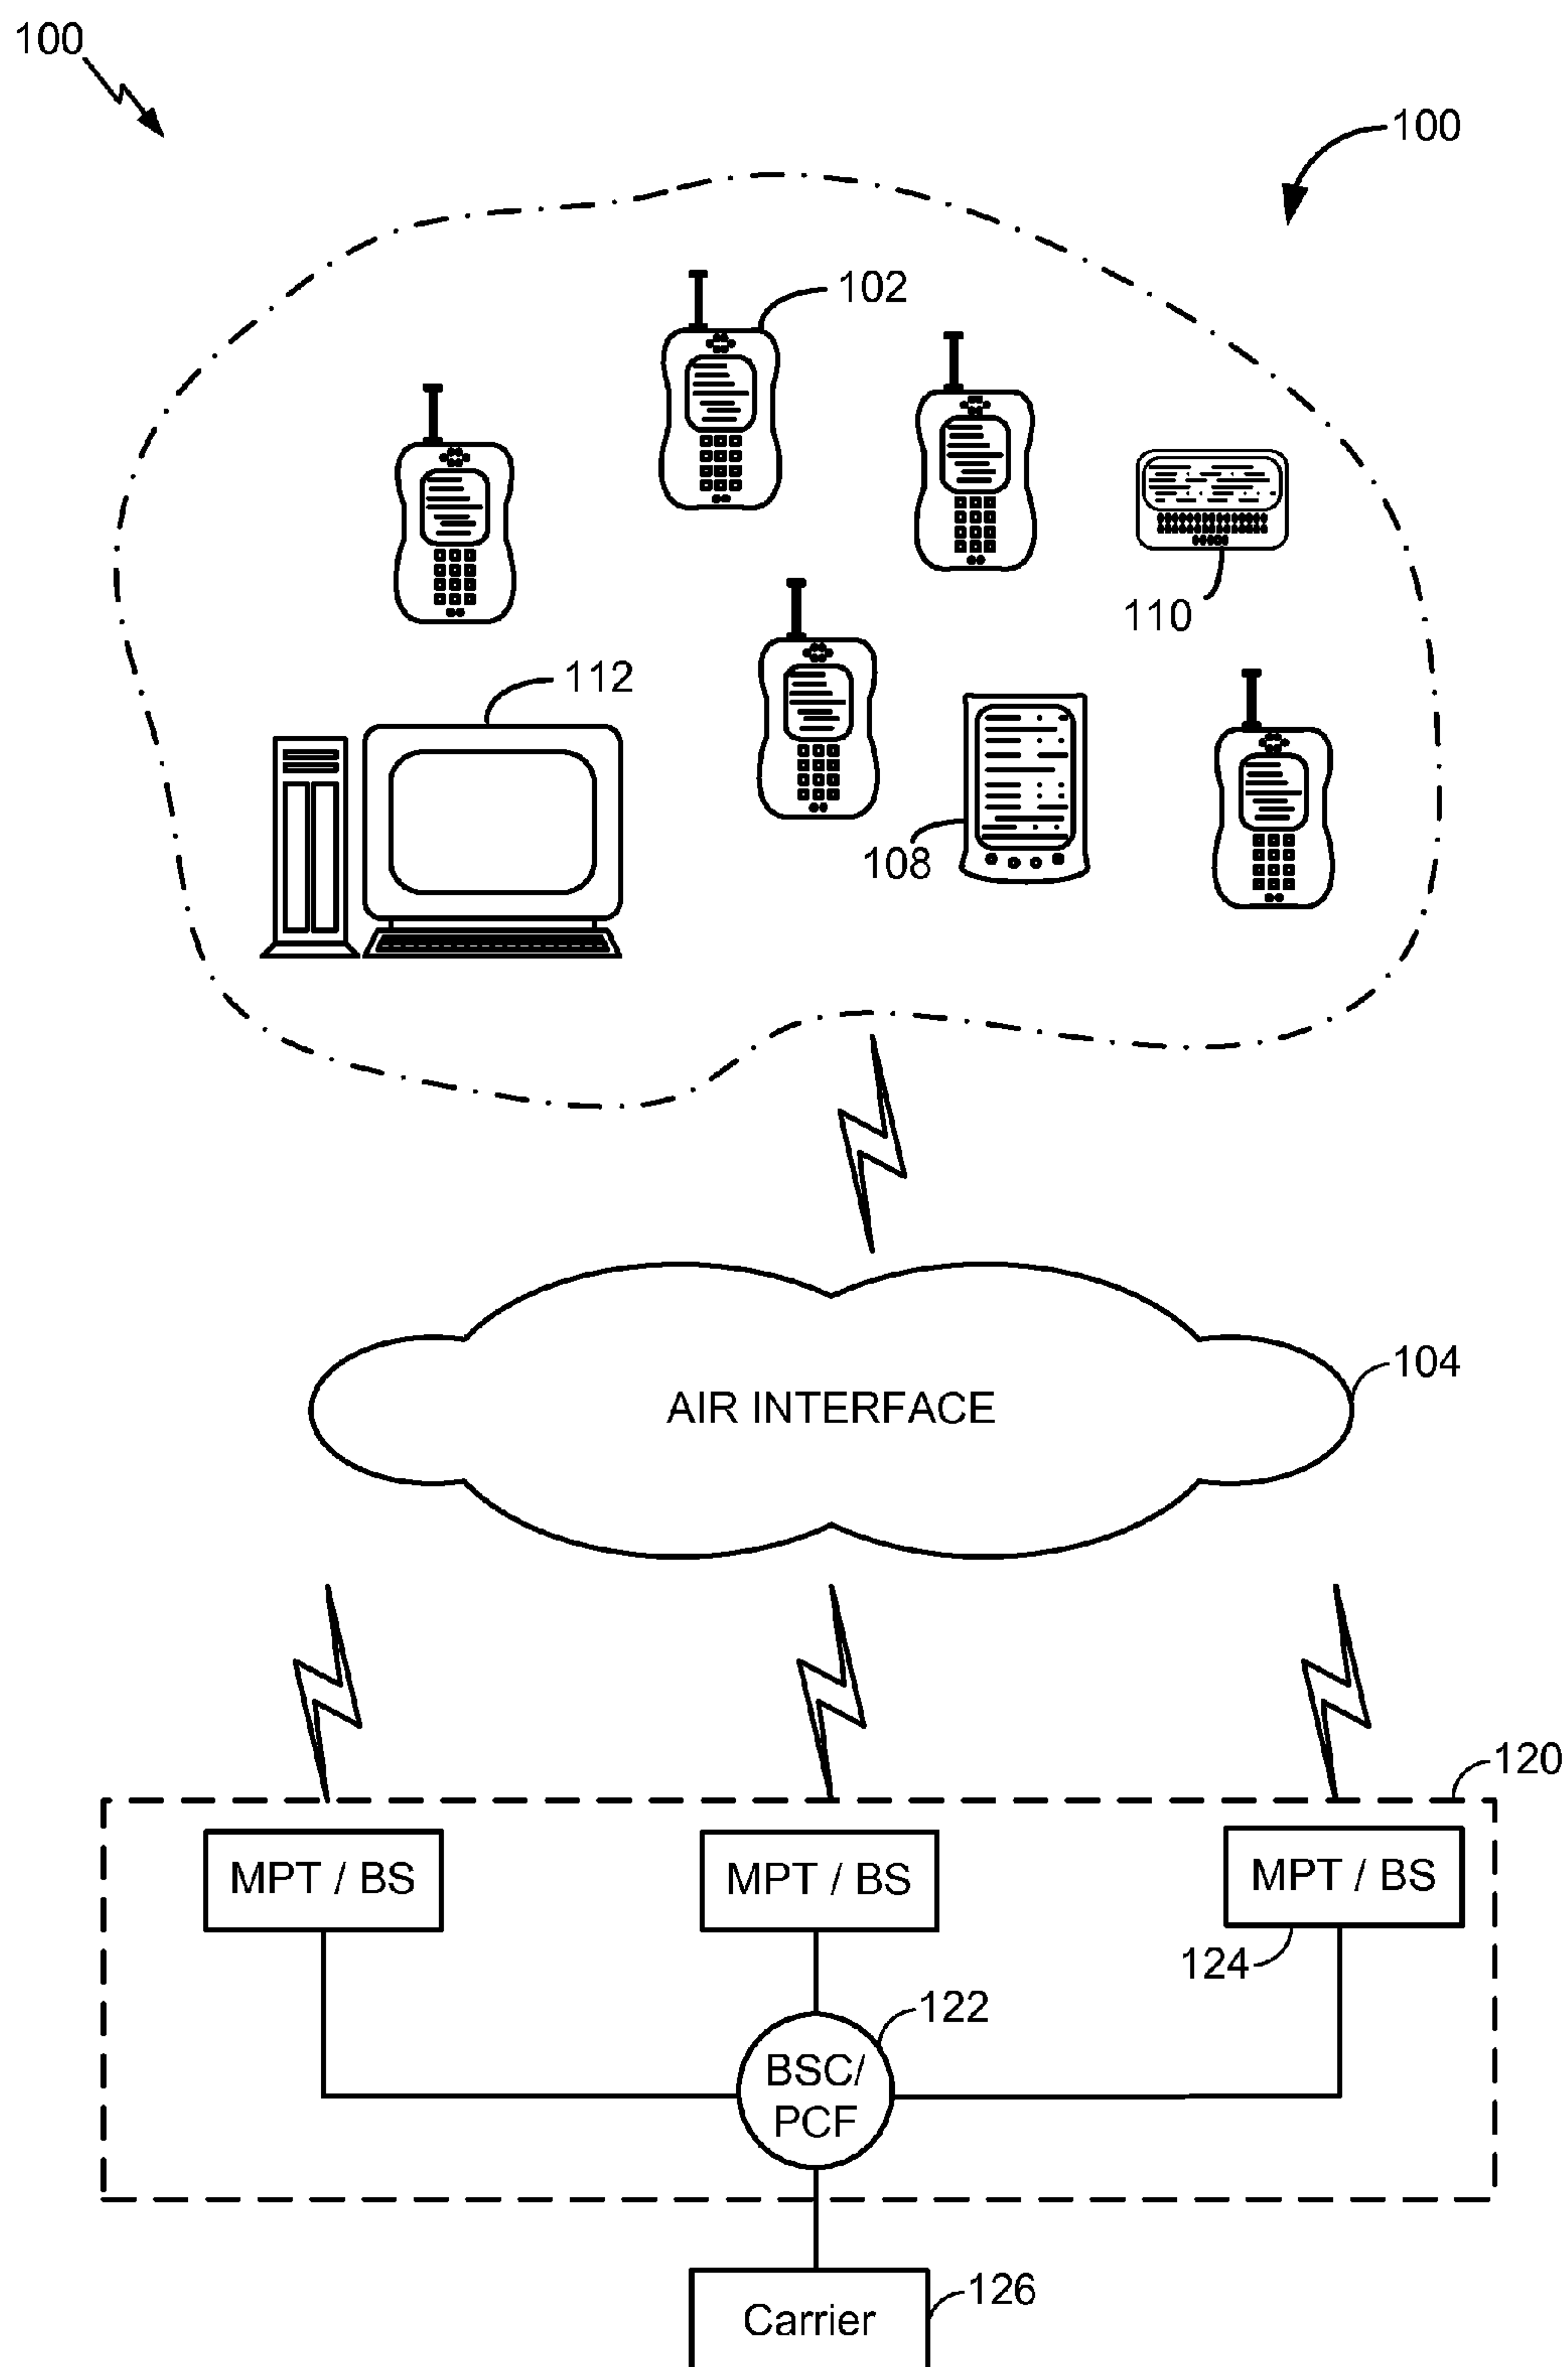 100
100
102
110
112
108
AIR INTERFACE
104
120
MPT / BS
MPT / BS
MPT / BS
124
122
BSC/
PCF
126
Carrier